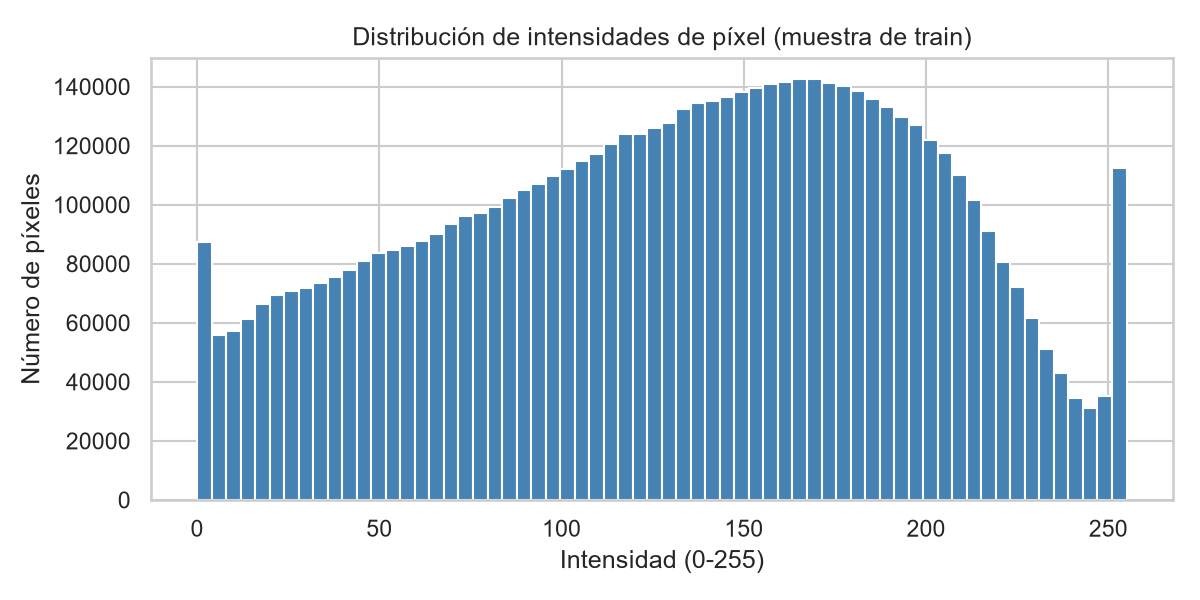 Distribución de intensidades de píxel (muestra de train)
Número de píxeles
140000
120000
100000
80000
60000
40000
20000
0
0 50 100 150 200 250
Intensidad (0-255)